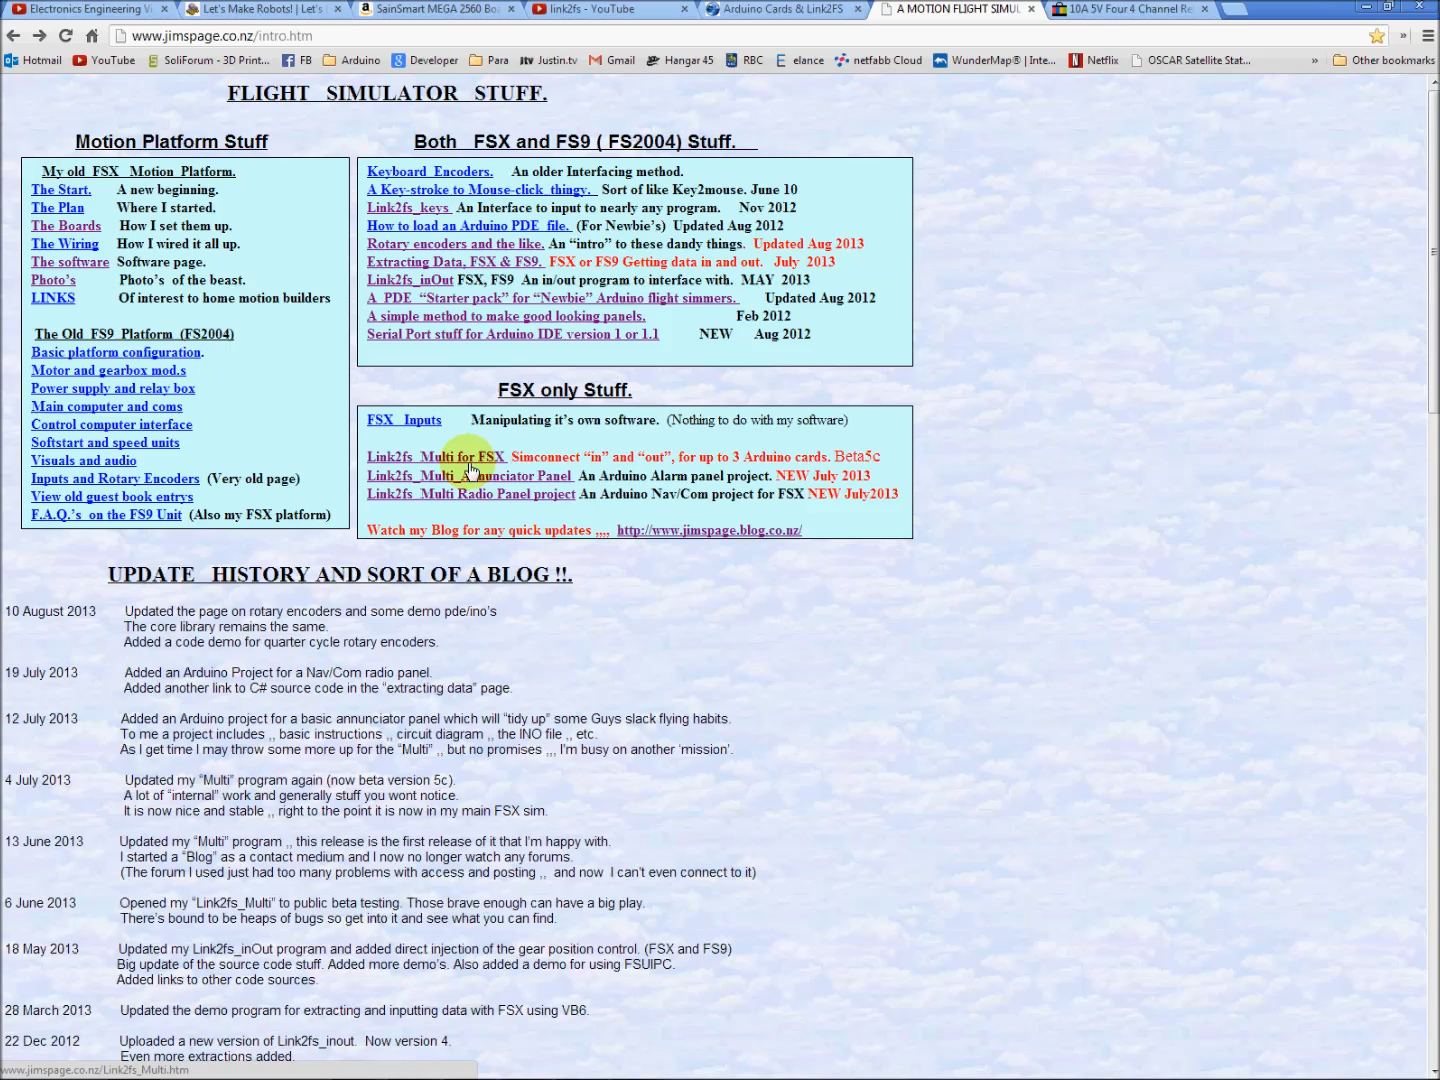 Electronics Engineering V
Let's Make Robots! | Let's
SainSmart MEGA 2560 Boa
link2fs - YouTube
Arduino Cards & Link2FS
A MOTION FLIGHT SIMUL
10A 5V Four 4 Channel Re
www.jimspage.co.nz/intro.htm
Hotmail YouTube SoliForum - 3D Print... FB Arduino Developer Para Justin.tv Gmail Hangar 45 RBC elance netfabb Cloud WunderMap® | Inte... Netflix OSCAR Satellite Stat... » Other bookmarks
FLIGHT SIMULATOR STUFF.
Motion Platform Stuff
My old FSX Motion Platform.
The Start. A new beginning.
The Plan Where I started.
The Boards How I set them up.
The Wiring How I wired it all up.
The software Software page.
Photo's Photo's of the beast.
LINKS Of interest to home motion builders
The Old FS9 Platform (FS2004)
Basic platform configuration.
Motor and gearbox mod.s
Power supply and relay box
Main computer and coms
Control computer interface
Softstart and speed units
Visuals and audio
Inputs and Rotary Encoders (Very old page)
View old guest book entrys
F.A.Q.'s on the FS9 Unit (Also my FSX platform)
Both FSX and FS9 ( FS2004) Stuff.
Keyboard Encoders. An older Interfacing method.
A Key-stroke to Mouse-click thingy. Sort of like Key2mouse. June 10
Link2fs_keys An Interface to input to nearly any program. Nov 2012
How to load an Arduino PDE file. (For Newbie's) Updated Aug 2012
Rotary encoders and the like. An “intro” to these dandy things. Updated Aug 2013
Extracting Data, FSX & FS9. FSX or FS9 Getting data in and out. July 2013
Link2fs_inOut FSX, FS9 An in/out program to interface with. MAY 2013
A PDE “Starter pack” for “Newbie” Arduino flight simmers. Updated Aug 2012
A simple method to make good looking panels. Feb 2012
Serial Port stuff for Arduino IDE version 1 or 1.1 NEW Aug 2012
FSX only Stuff.
FSX Inputs Manipulating it's own software. (Nothing to do with my software)
Link2fs_Multi for FSX Simconnect “in” and “out”, for up to 3 Arduino cards. Beta5c
Link2fs_Multi_Annunciator Panel An Arduino Alarm panel project. NEW July 2013
Link2fs_Multi Radio Panel project An Arduino Nav/Com project for FSX NEW July2013
Watch my Blog for any quick updates ,,,, http://www.jimspage.blog.co.nz/
UPDATE HISTORY AND SORT OF A BLOG !!.
10 August 2013 Updated the page on rotary encoders and some demo pde/ino's
The core library remains the same.
Added a code demo for quarter cycle rotary encoders.
19 July 2013 Added an Arduino Project for a Nav/Com radio panel.
Added another link to C# source code in the “extracting data” page.
12 July 2013 Added an Arduino project for a basic annunciator panel which will “tidy up” some Guys slack flying habits.
To me a project includes ,, basic instructions ,, circuit diagram ,, the INO file ,, etc.
As I get time I may throw some more up for the “Multi” ,, but no promises ,,, I'm busy on another ‘mission’.
4 July 2013 Updated my “Multi” program again (now beta version 5c).
A lot of “internal” work and generally stuff you wont notice.
It is now nice and stable ,, right to the point it is now in my main FSX sim.
13 June 2013 Updated my “Multi” program ,, this release is the first release of it that I'm happy with.
I started a “Blog” as a contact medium and I now no longer watch any forums.
(The forum I used just had too many problems with access and posting ,, and now I can't even connect to it)
6 June 2013 Opened my “Link2fs_Multi” to public beta testing. Those brave enough can have a big play.
There's bound to be heaps of bugs so get into it and see what you can find.
18 May 2013 Updated my Link2fs_inOut program and added direct injection of the gear position control. (FSX and FS9)
Big update of the source code stuff. Added more demo's. Also added a demo for using FSUIPC.
Added links to other code sources.
28 March 2013 Updated the demo program for extracting and inputting data with FSX using VB6.
22 Dec 2012 Uploaded a new version of Link2fs_inout. Now version 4.
Even more extractions added.
www.jimspage.co.nz/Link2fs_Multi.htm